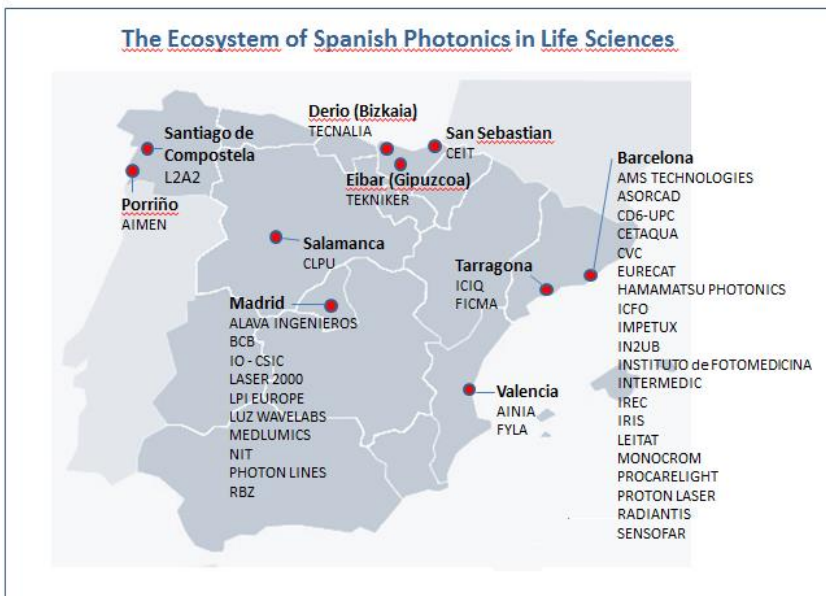 The Ecosystem of Spanish Photonics in Life Sciences
Santiago de
Compostela
L2A2
Porriño
AIMEN
Derio (Bizkaia)
TECNALIA
San Sebastian
CEIT
Eibar (Gipuzcoa)
TEKNIKER
Salamanca
CLPU
Madrid
ALAVA INGENIEROS
BCB
IO - CSIC
LASER 2000
LPI EUROPE
LUZ WAVELABS
MEDLUMICS
NIT
PHOTON LINES
RBZ
Tarragona
ICIQ
FICMA
Valencia
AINIA
FYLA
Barcelona
AMS TECHNOLOGIES
ASORCAD
CD6-UPC
CETAQUA
CVC
EURECAT
HAMAMATSU PHOTONICS
ICFO
IMPETUX
IN2UB
INSTITUTO de FOTOMEDICINA
INTERMEDIC
IREC
IRIS
LEITAT
MONOCROM
PROCARELIGHT
PROTON LASER
RADIANTIS
SENSOFAR